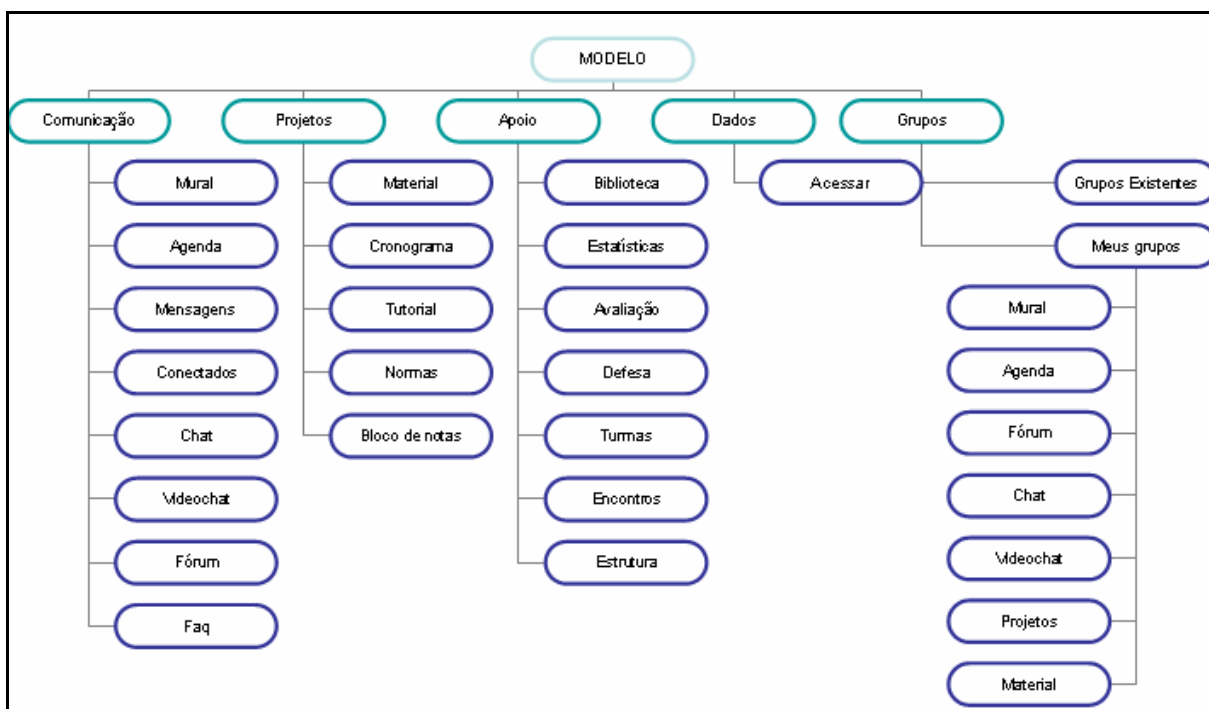 MODELO
Comunicação
Projetos
Apoio
Dados
Grupos
Mural
Material
Biblioteca
Acessar
Grupos Existentes
Agenda
Cronograma
Estatísticas
Meus grupos
Mensagens
Tutorial
Avaliação
Mural
Conectados
Normas
Defesa
Agenda
Chat
Bloco de notas
Turmas
Fórum
Videochat
Encontros
Chat
Fórum
Estrutura
Videochat
Faq
Projetos
Material